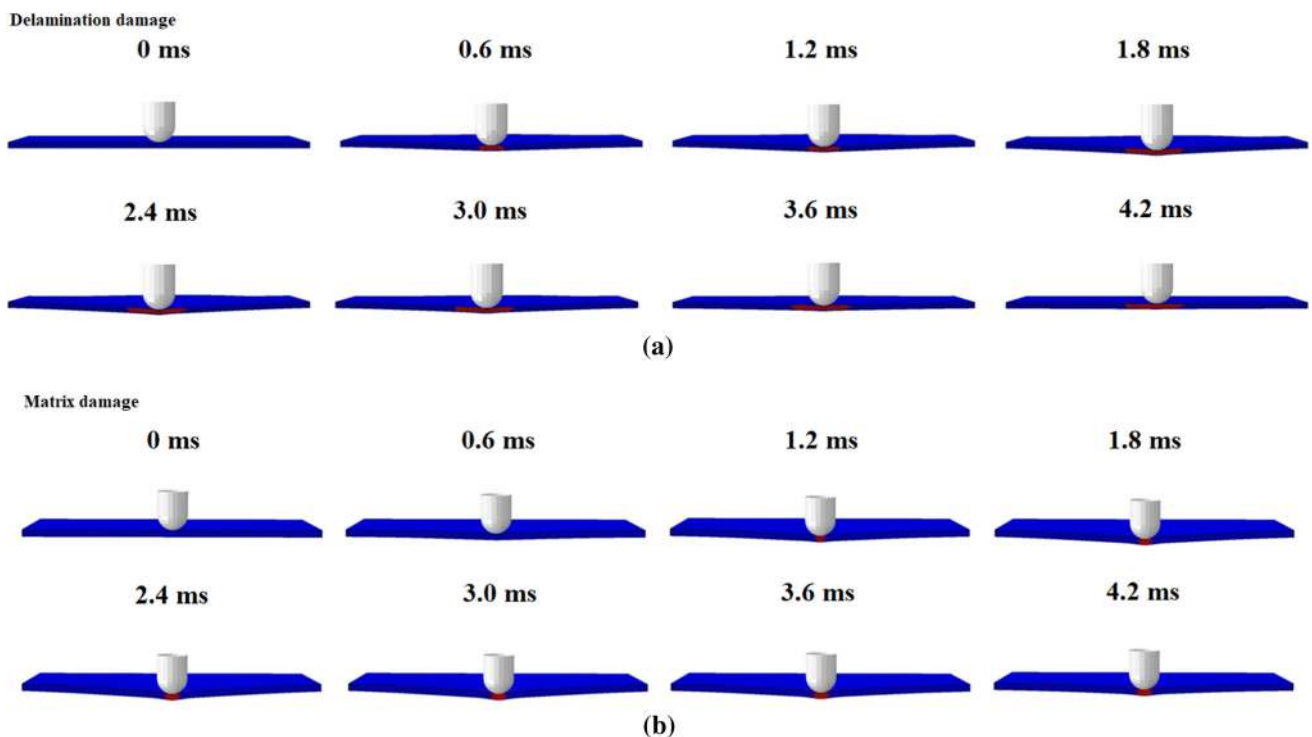 Delamination damage
0 ms 0.6 ms 1.2 ms 1.8 ms
2.4 ms 3.0 ms 3.6 ms 4.2 ms
(a)
Matrix damage
0 ms 0.6 ms 1.2 ms 1.8 ms
2.4 ms 3.0 ms 3.6 ms 4.2 ms
(b)